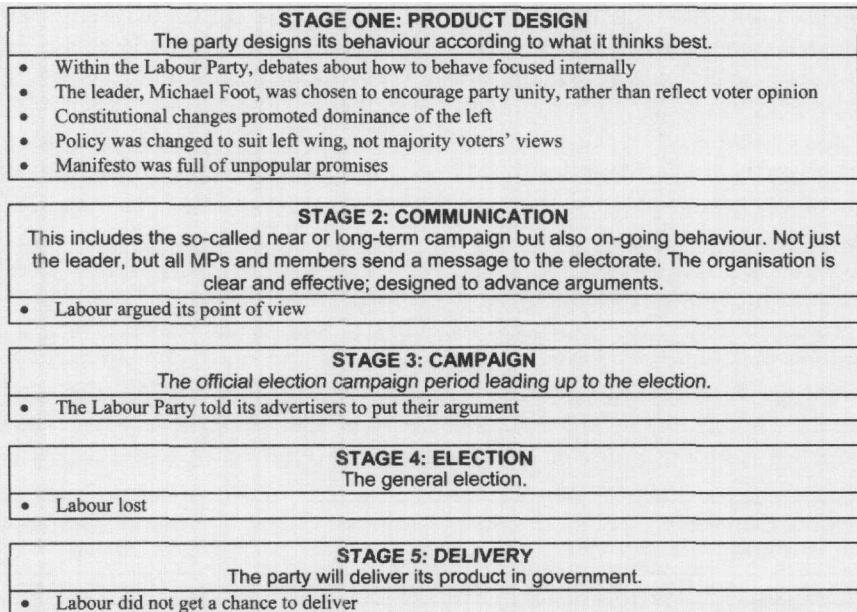 STAGE ONE: PRODUCT DESIGN
The party designs its behaviour according to what it thinks best.
• Within the Labour Party, debates about how to behave focused internally
• The leader, Michael Foot, was chosen to encourage party unity, rather than reflect voter opinion
• Constitutional changes promoted dominance of the left
• Policy was changed to suit left wing, not majority voters' views
• Manifesto was full of unpopular promises
STAGE 2: COMMUNICATION
This includes the so-called near or long-term campaign but also on-going behaviour. Not just
the leader, but all MPs and members send a message to the electorate. The organisation is
clear and effective; designed to advance arguments.
• Labour argued its point of view
STAGE 3: CAMPAIGN
The official election campaign period leading up to the election.
• The Labour Party told its advertisers to put their argument
STAGE 4: ELECTION
The general election.
• Labour lost
STAGE 5: DELIVERY
The party will deliver its product in government.
• Labour did not get a chance to deliver